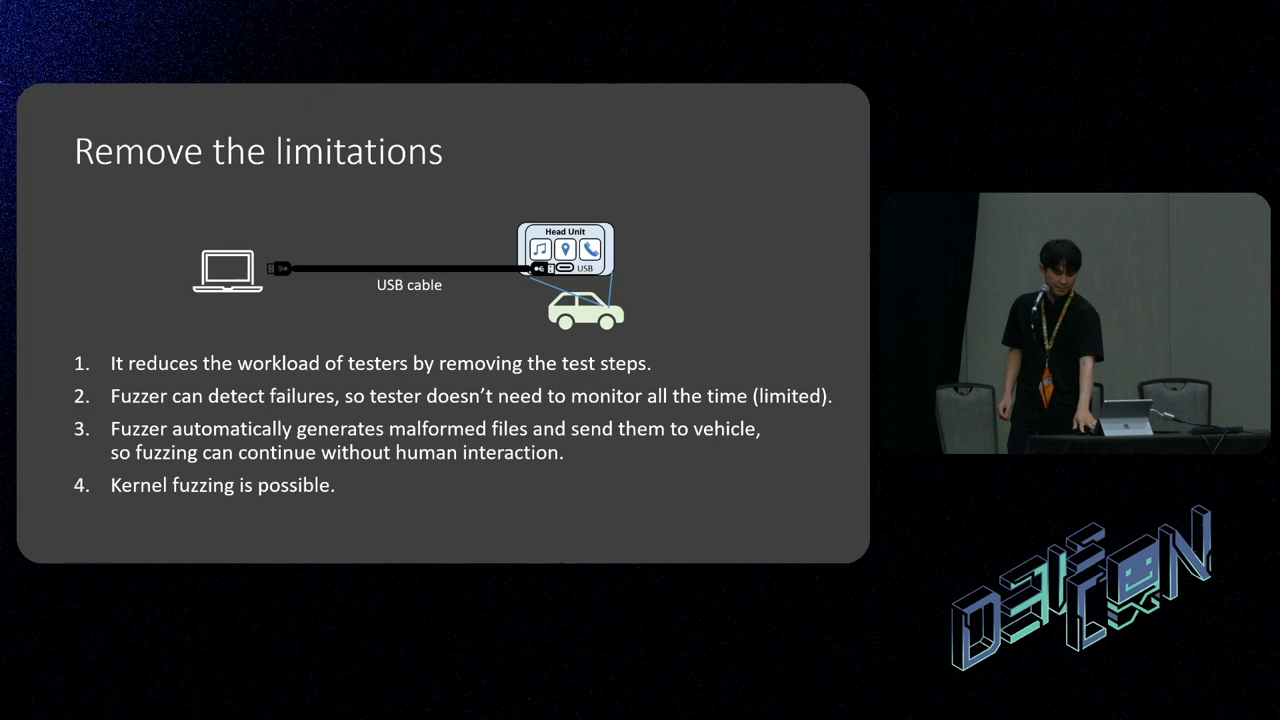 Remove the limitations
Head Unit
USB
USB cable
1. It reduces the workload of testers by removing the test steps.
2. Fuzzer can detect failures, so tester doesn’t need to monitor all the time (limited).
3. Fuzzer automatically generates malformed files and send them to vehicle,
so fuzzing can continue without human interaction.
4. Kernel fuzzing is possible.
DEF
CON